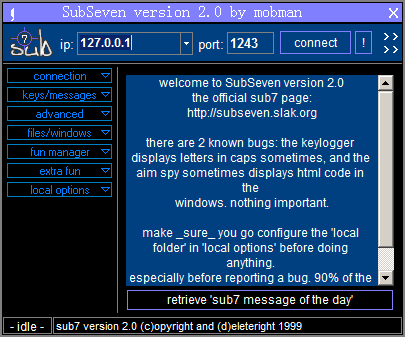 SubSeven version 2.0 by mobman
7
sub
ip: 127.0.0.1 port: 1243 connect ! >> >>
connection
keys/messages
advanced
files/windows
fun manager
extra fun
local options
welcome to SubSeven version 2.0
the official sub7 page:
http://subseven.slak.org
there are 2 known bugs: the keylogger
displays letters in caps sometimes, and the
aim spy sometimes displays html code in
the
windows. nothing important.
make _sure_ you go configure the 'local
folder' in 'local options' before doing
anything.
especially before reporting a bug. 90% of the
retrieve 'sub7 message of the day'
- idle - sub7 version 2.0 (c)opyright and (d)eleteright 1999